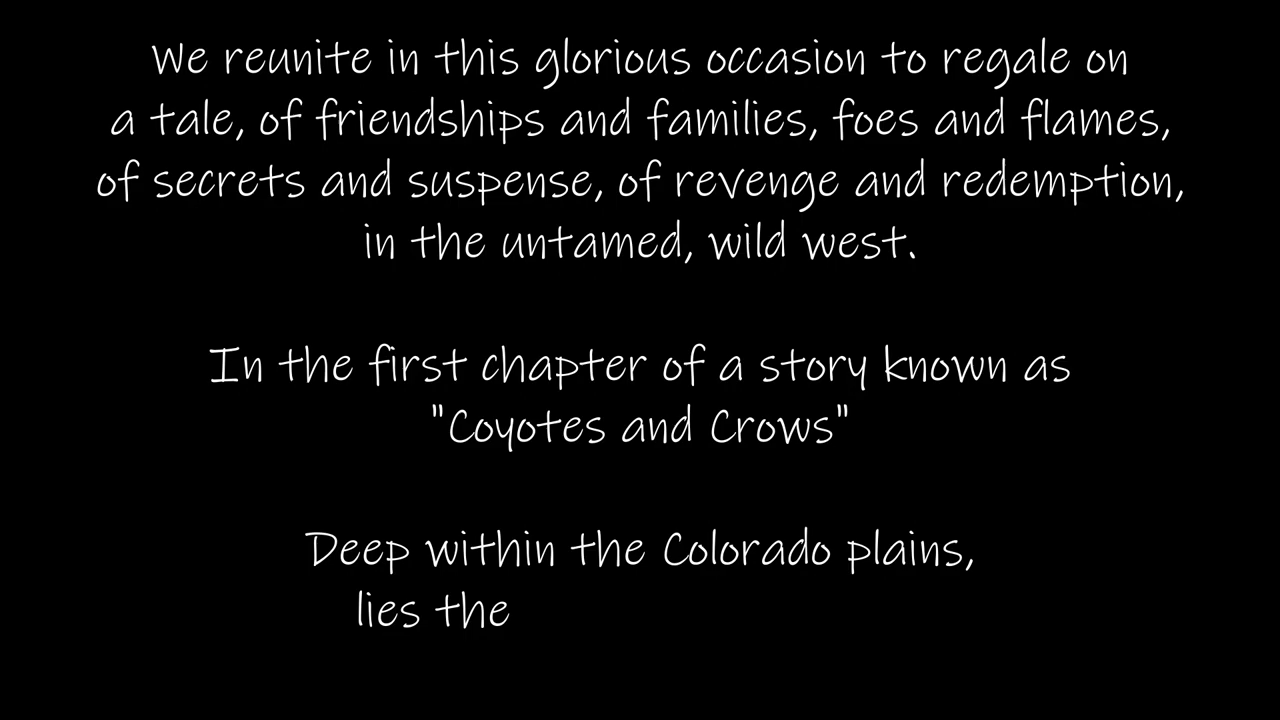 We reunite in this glorious occasion to regale on
a tale, of friendships and families, foes and flames,
of secrets and suspense, of revenge and redemption,
in the untamed, wild west.
In the first chapter of a story known as
"Coyotes and Crows"
Deep within the Colorado plains,
lies the